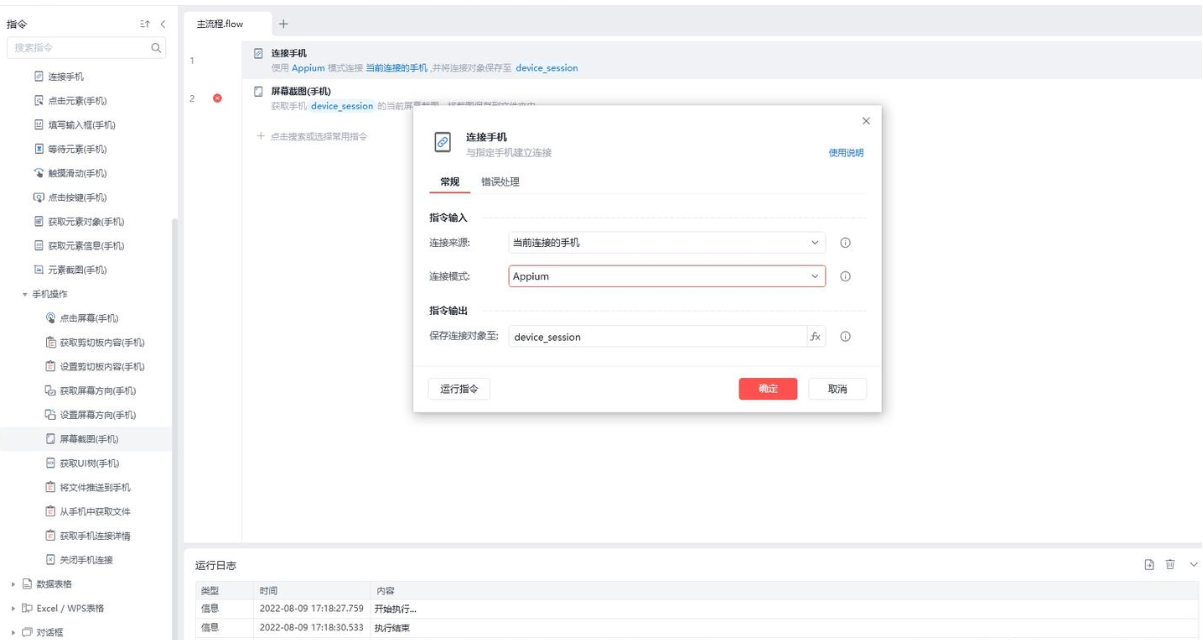 指令
主流程.flow
搜索指令
连接手机
点击元素(手机)
填写输入框(手机)
等待元素(手机)
触摸滑动(手机)
点击按键(手机)
获取元素对象(手机)
获取元素信息(手机)
元素截图(手机)
手机操作
点击屏幕(手机)
获取剪切板内容(手机)
设置剪切板内容(手机)
获取屏幕方向(手机)
设置屏幕方向(手机)
屏幕截图(手机)
获取UI树(手机)
将文件推送到手机
从手机中获取文件
获取手机连接详情
关闭手机连接
数据表格
Excel / WPS表格
对话框
1
连接手机
使用 Appium 模式连接 当前连接的手机 ,并将连接对象保存至 device_session
2
屏幕截图(手机)
获取手机 device_session 的当前屏幕截图
点击搜索或选择常用指令
连接手机
与指定手机建立连接
使用说明
常规 错误处理
指令输入
连接来源: 当前连接的手机
连接模式: Appium
指令输出
保存连接对象至: device_session fx
运行指令 确定 取消
运行日志
类型 时间 内容
信息 2022-08-09 17:18:27.759 开始执行...
信息 2022-08-09 17:18:30.533 执行结束